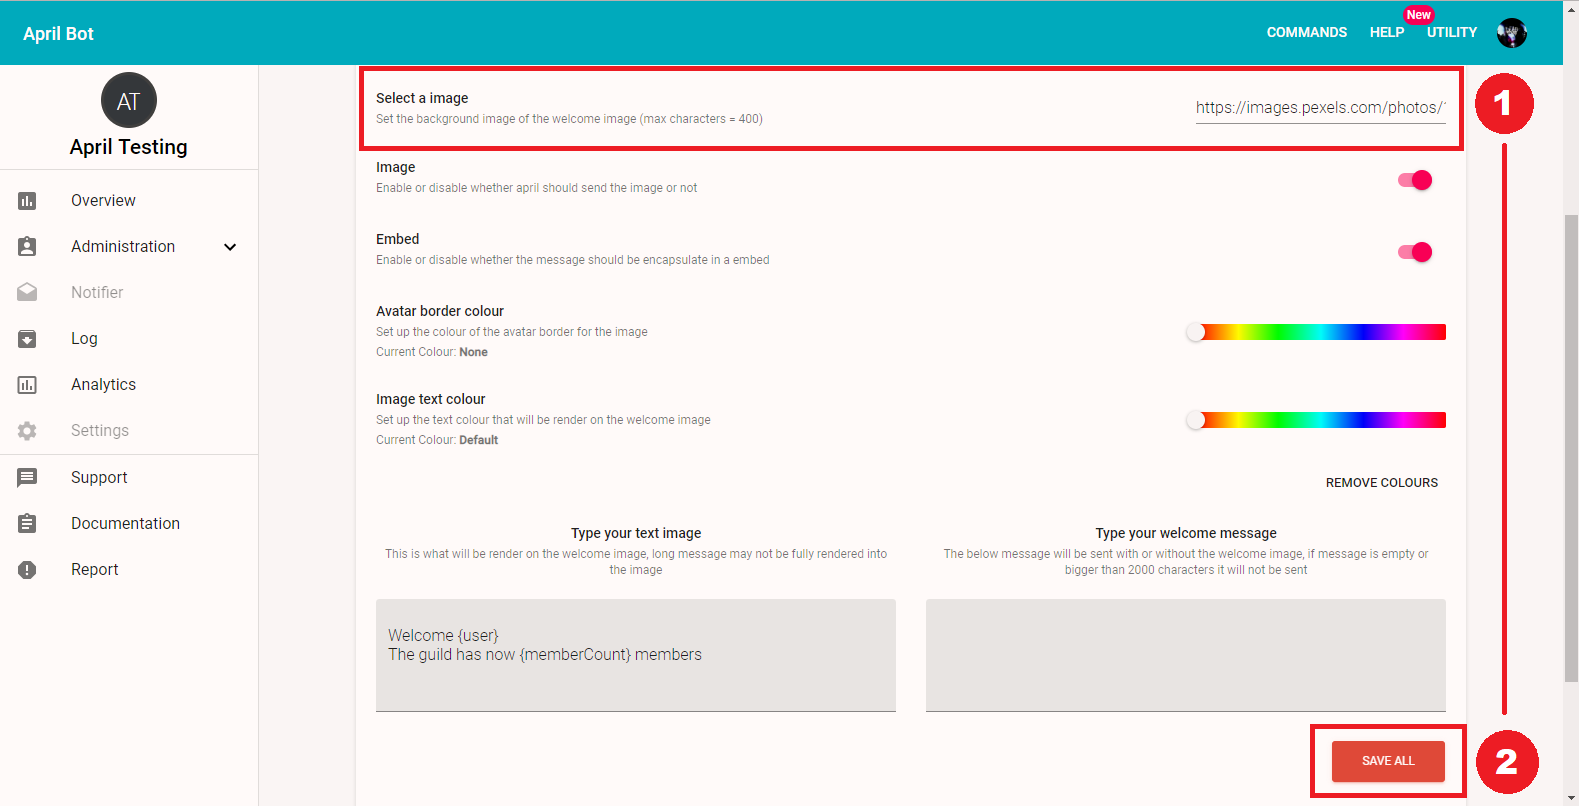 April Bot
COMMANDS
HELP
New
UTILITY
AT
April Testing
Overview
Administration
Notifier
Log
Analytics
Settings
Support
Documentation
Report
Select a image
Set the background image of the welcome image (max characters = 400)
https://images.pexels.com/photos/
1
Image
Enable or disable whether april should send the image or not
Embed
Enable or disable whether the message should be encapsulate in a embed
Avatar border colour
Set up the colour of the avatar border for the image
Current Colour: None
Image text colour
Set up the text colour that will be render on the welcome image
Current Colour: Default
REMOVE COLOURS
Type your text image
This is what will be render on the welcome image, long message may not be fully rendered into
the image
Welcome {user}
The guild has now {memberCount} members
Type your welcome message
The below message will be sent with or without the welcome image, if message is empty or
bigger than 2000 characters it will not be sent
SAVE ALL
2